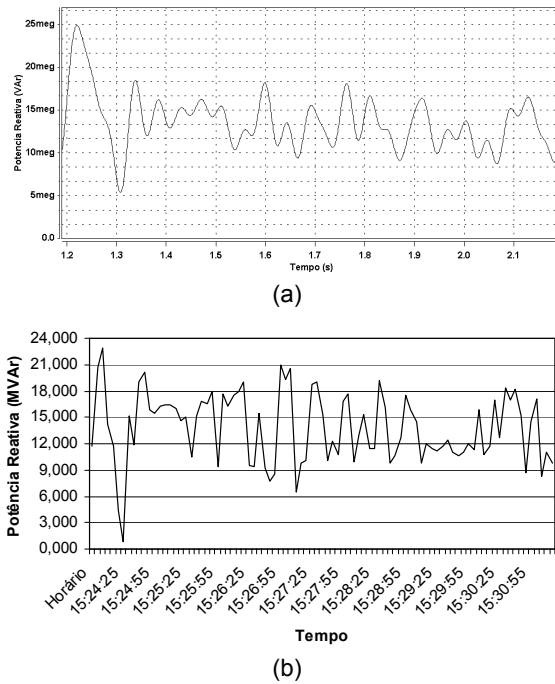 25meg
20meg
15meg
10meg
5meg
0.0
Potencia Reativa (VAr)
1.2 1.3 1.4 1.5 1.6 1.7 1.8 1.9 2.0 2.1
Tempo (s)
(a)
24,000
21,000
18,000
15,000
12,000
9,000
6,000
3,000
0,000
Potência Reativa (MVAr)
Horário 15:24:25 15:24:55 15:25:25 15:25:55 15:26:25 15:26:55 15:27:25 15:27:55 15:28:25 15:28:55 15:29:25 15:29:55 15:30:25 15:30:55
Tempo
(b)